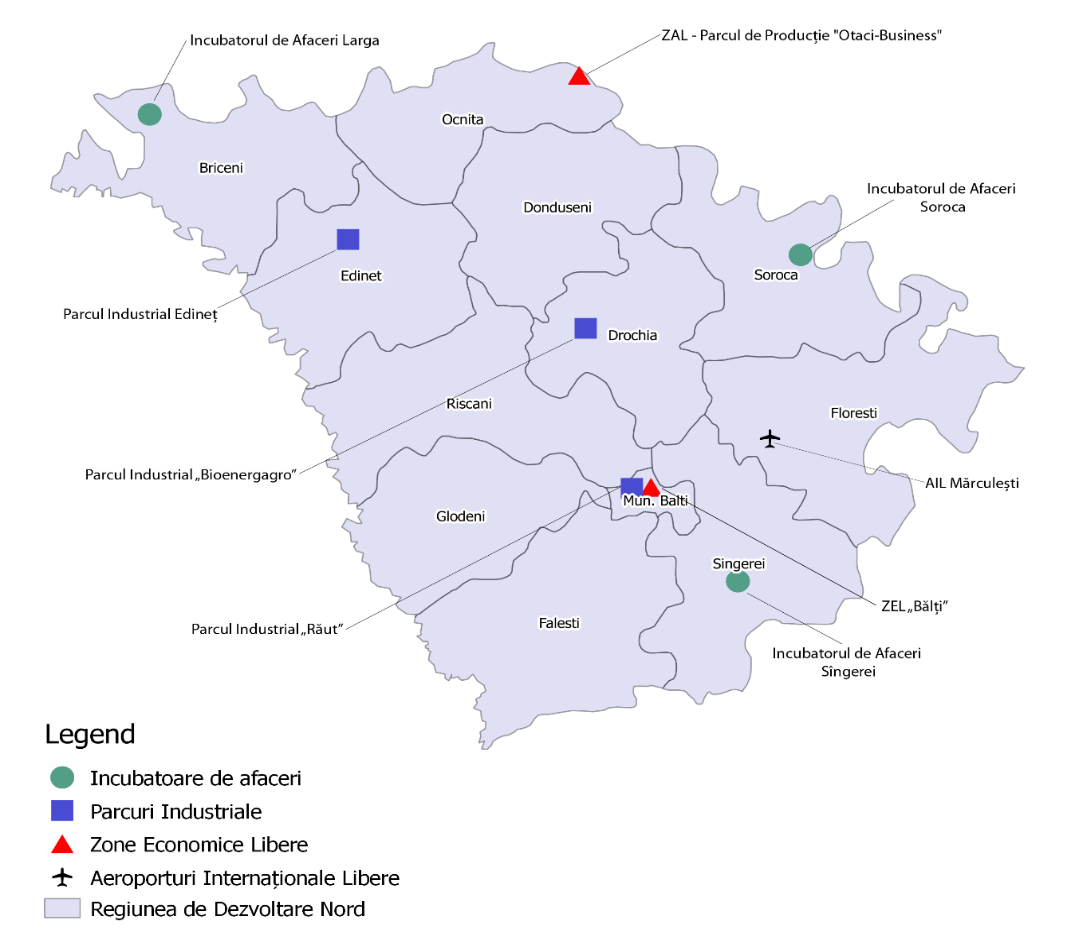 Incubatorul de Afaceri Larga
ZAL - Parcul de Producție "Otaci-Business"
Ocnita
Briceni
Incubatorul de Afaceri
Soroca
Donduseni
Edinet
Soroca
Parcul Industrial Edineț
Drochia
Riscani
Floresti
Parcul Industrial „Bioenergagro”
AIL Mărculești
Mun. Balti
Glodeni
Singerei
ZEL „Bălți”
Falesti
Parcul Industrial „Răut”
Incubatorul de Afaceri
Sîngerei
Legend
Incubatoare de afaceri
Parcuri Industriale
Zone Economice Libere
Aeroporturi Internaționale Libere
Regiunea de Dezvoltare Nord